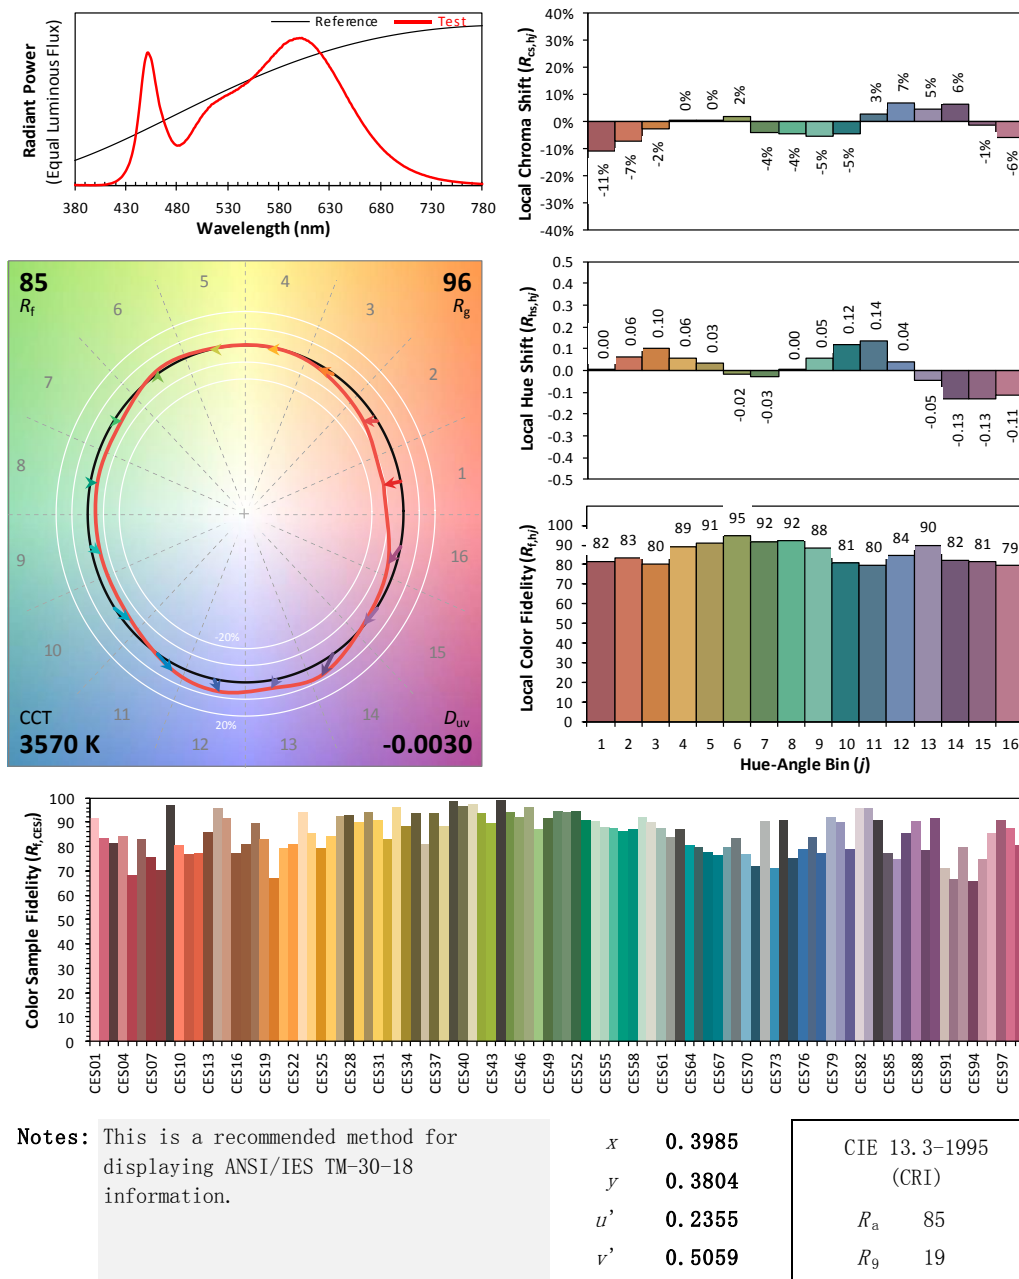 Reference
Test
Radiant Power
(Equal Luminous Flux)
380 430 480 530 580 630 680 730 780
Wavelength (nm)
Local Chroma Shift (Rcs,hj)
40%
30%
20%
10%
0%
-10%
-20%
-30%
-40%
-11% -7% -2% 0% 0% 2% -4% -4% -5% -5% 3% 7% 5% 6% -1% -6%
85
Rf
96
Rg
1
2
3
4
5
6
7
8
9
10
11
12
13
14
15
16
-20%
20%
CCT
3570 K
Duv
-0.0030
Local Hue Shift (Rhs,hj)
0.5
0.4
0.3
0.2
0.1
0.0
-0.1
-0.2
-0.3
-0.4
-0.5
0.00 0.06 0.10 0.06 0.03 -0.02 -0.03 0.00 0.05 0.12 0.14 0.04 -0.05 -0.13 -0.13 -0.11
Local Color Fidelity (Rf,hj)
100
90
80
70
60
50
40
30
20
10
0
82 83 80 89 91 95 92 92 88 81 80 84 90 82 81 79
1 2 3 4 5 6 7 8 9 10 11 12 13 14 15 16
Hue-Angle Bin (j)
Color Sample Fidelity (Rf,CESi)
100
90
80
70
60
50
40
30
20
10
0
CES01 CES04 CES07 CES10 CES13 CES16 CES19 CES22 CES25 CES28 CES31 CES34 CES37 CES40 CES43 CES46 CES49 CES52 CES55 CES58 CES61 CES64 CES67 CES70 CES73 CES76 CES79 CES82 CES85 CES88 CES91 CES94 CES97
Notes: This is a recommended method for
displaying ANSI/IES TM-30-18
information.
x 0.3985
y 0.3804
u' 0.2355
v' 0.5059
CIE 13.3-1995
(CRI)
Ra 85
R9 19